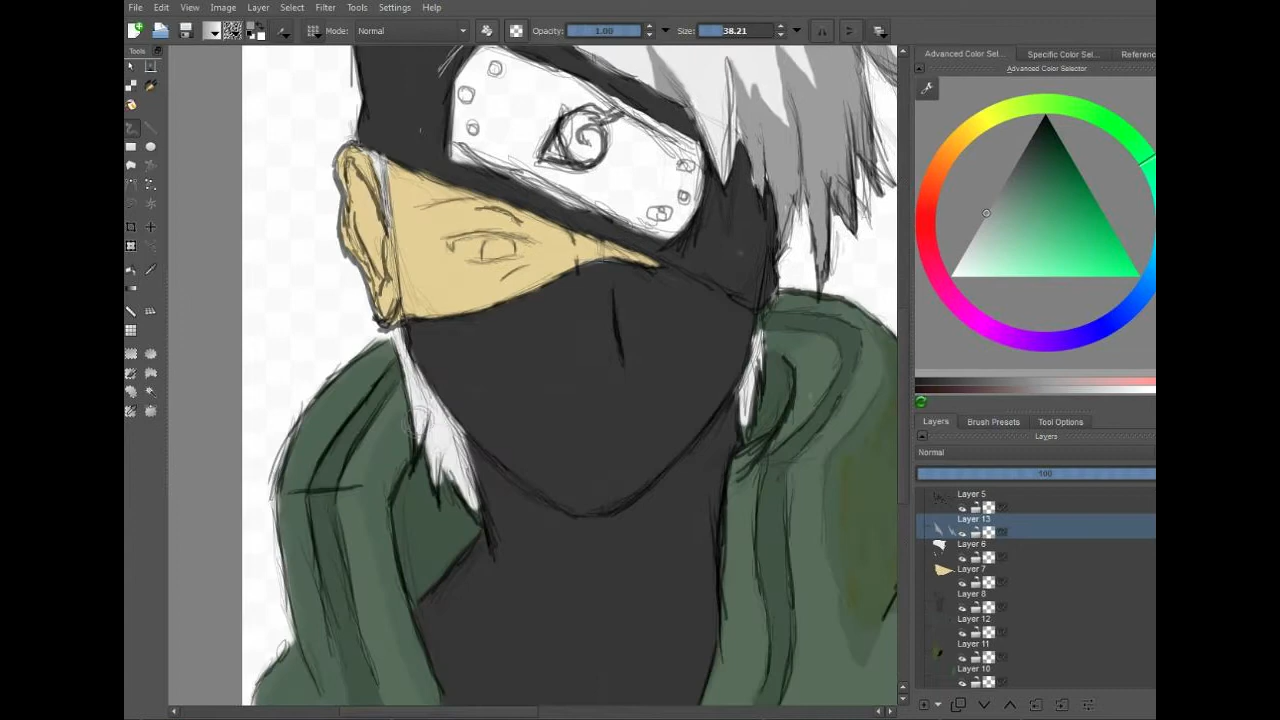 File Edit View Image Layer Select Filter Tools Settings Help
Mode: Normal Opacity: 1.00 Size: 38.21
Tools
Advanced Color Sel... Specific Color Sel... Referenc
Advanced Color Selector
Layers Brush Presets Tool Options
Layers
Normal
100
Layer 5
Layer 13
Layer 6
Layer 7
Layer 8
Layer 12
Layer 11
Layer 10